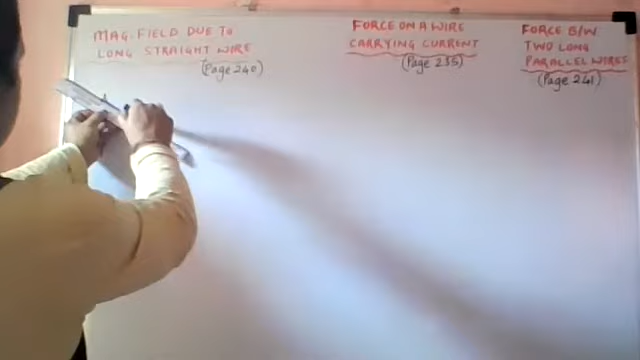 MAG. FIELD DUE TO
LONG STRAIGHT WIRE
(Page 240)
FORCE ON A WIRE
CARRYING CURRENT
(Page 235)
FORCE B/W
TWO LONG
PARALLEL WIRES
(Page 241)